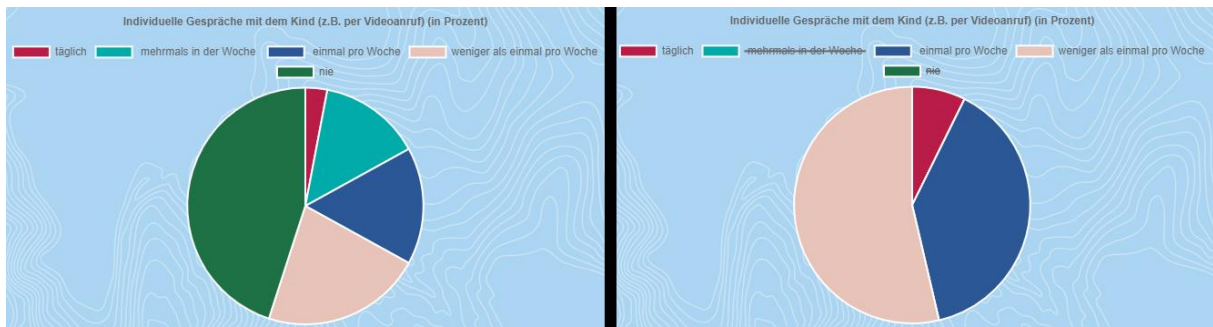 Individuelle Gespräche mit dem Kind (z.B. per Videoanruf) (in Prozent)
täglich mehrmals in der Woche einmal pro Woche weniger als einmal pro Woche
nie
Individuelle Gespräche mit dem Kind (z.B. per Videoanruf) (in Prozent)
täglich mehrmals in der Woche einmal pro Woche weniger als einmal pro Woche
nie